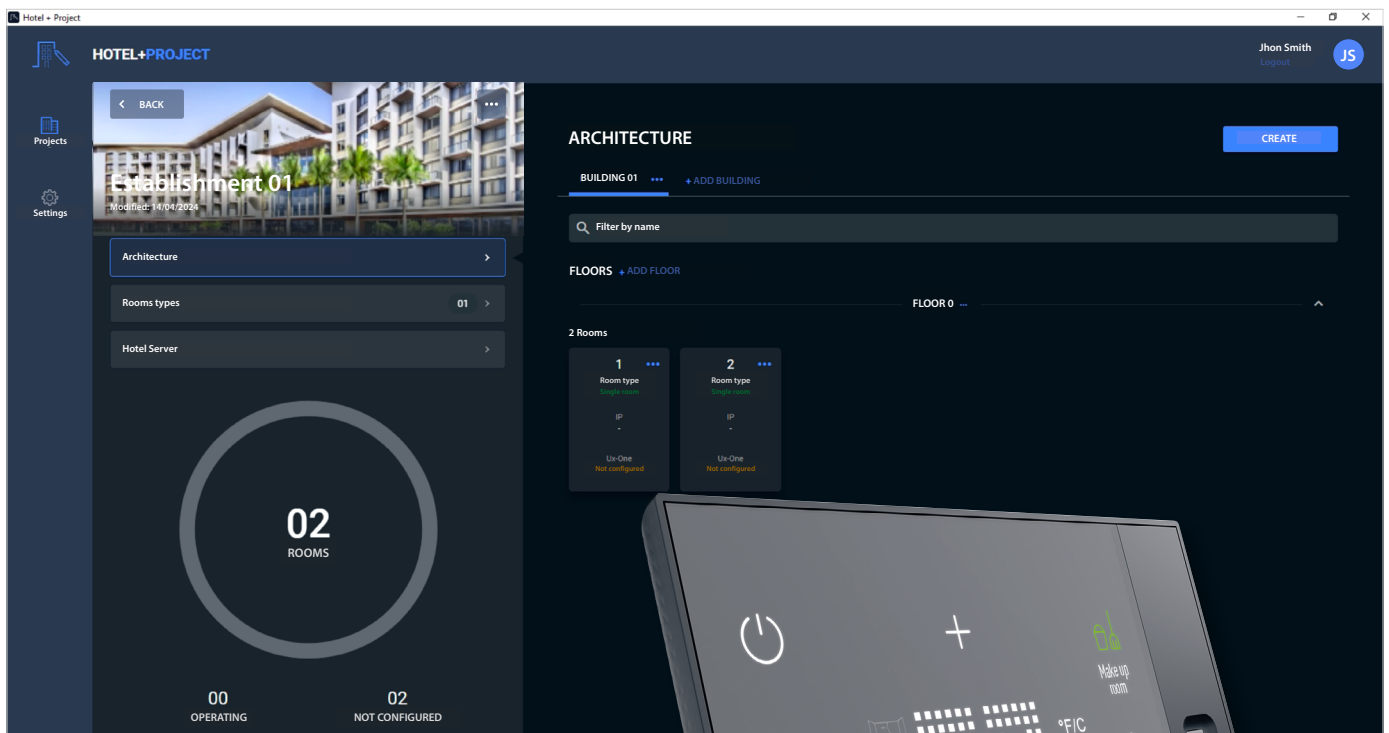 Hotel + Project
HOTEL+PROJECT
Jhon Smith
Logout
JS
Projects
Settings
BACK
Establishment 01
Modified: 14/04/2024
Architecture
Rooms types
01
Hotel Server
02
ROOMS
00
OPERATING
02
NOT CONFIGURED
ARCHITECTURE
CREATE
BUILDING 01 ••• + ADD BUILDING
Filter by name
FLOORS + ADD FLOOR
FLOOR 0 ...
2 Rooms
1 •••
Room type
Single room
IP
-
Ux-One
Not configured
2 •••
Room type
Single room
IP
-
Ux-One
Not configured
Make up
room
°F/C